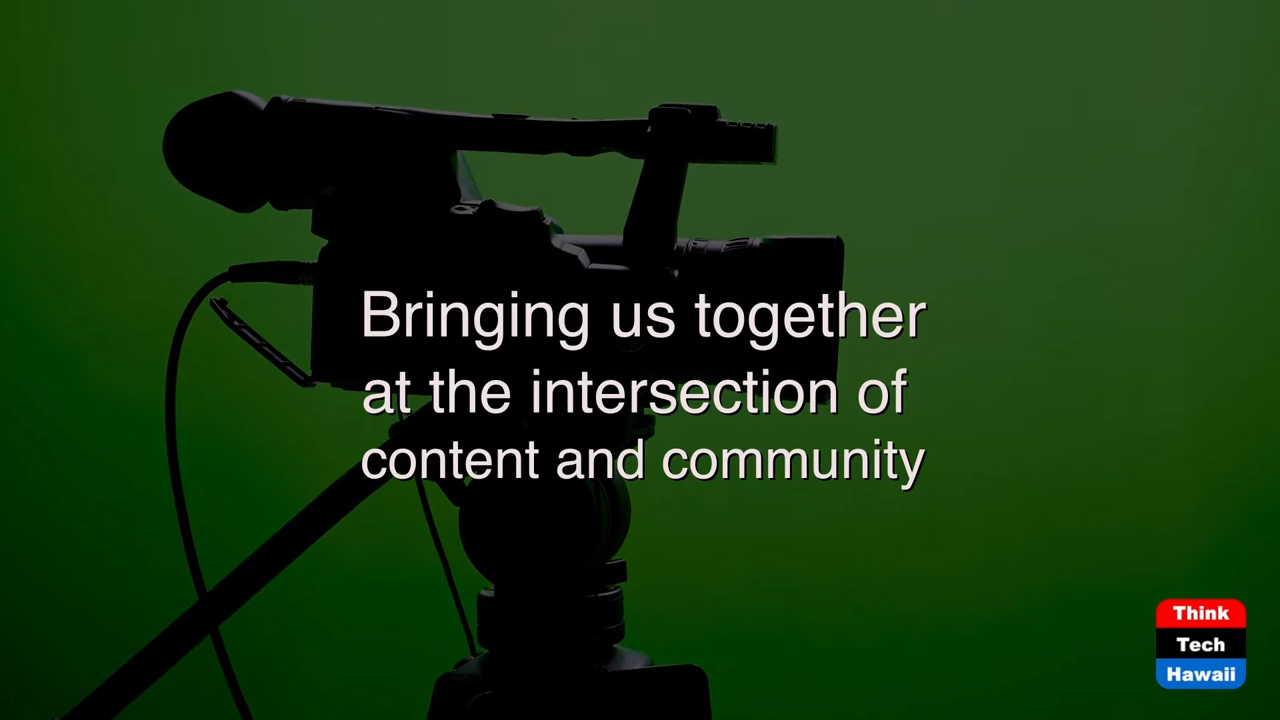 Bringing us together
at the intersection of
content and community
Think
Tech
Hawaii